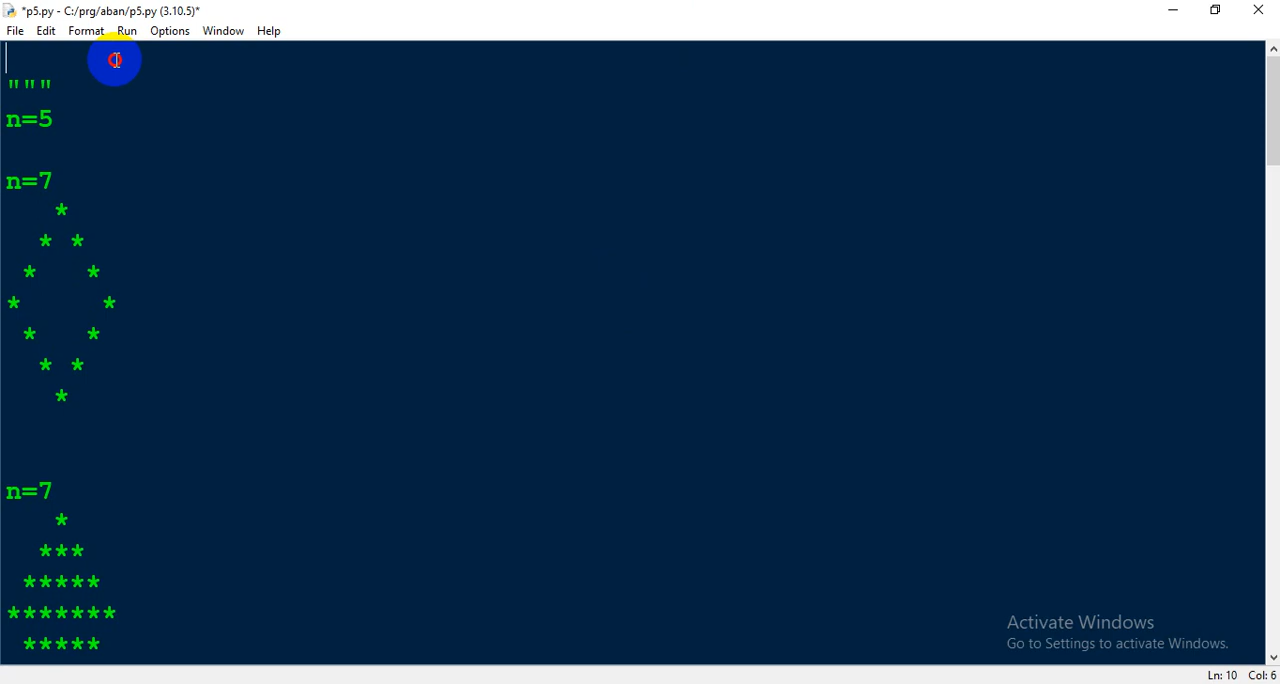 *p5.py - C:/prg/aban/p5.py (3.10.5)*
File Edit Format Run Options Window Help
"""
n=5
n=7
      *
    * *
  *     *
*           *
  *     *
    * *
      *
n=7
      *
    ***
  *****
*******
  *****
Activate Windows
Go to Settings to activate Windows.
Ln: 10 Col: 6